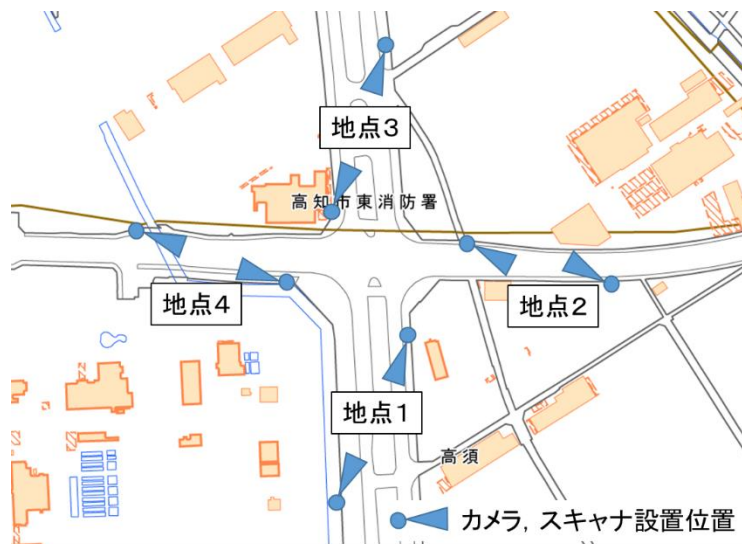 地点3
高知市東消防署
地点4
地点2
地点1
高須
カメラ, スキャナ設置位置